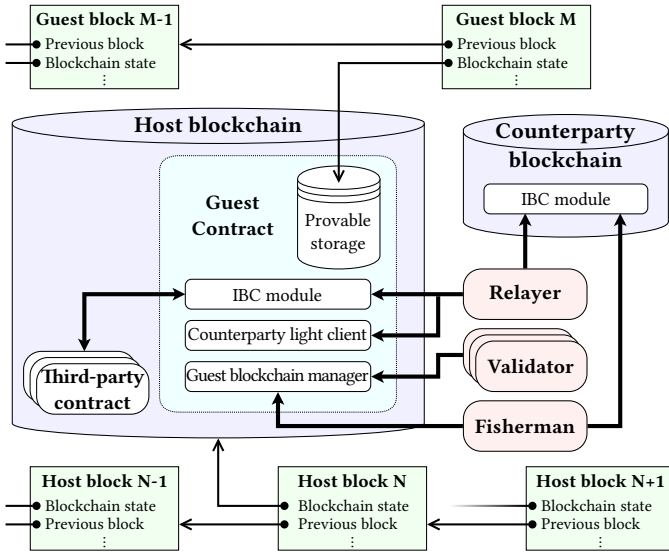 Guest block M-1
Previous block
Blockchain state
⋮
Guest block M
Previous block
Blockchain state
⋮
Host blockchain
Guest
Contract
Provable
storage
IBC module
Counterparty light client
Guest blockchain manager
Third-party
contract
Counterparty
blockchain
IBC module
Relayer
Validator
Fisherman
Host block N-1
Blockchain state
Previous block
⋮
Host block N
Blockchain state
Previous block
⋮
Host block N+1
Blockchain state
Previous block
⋮